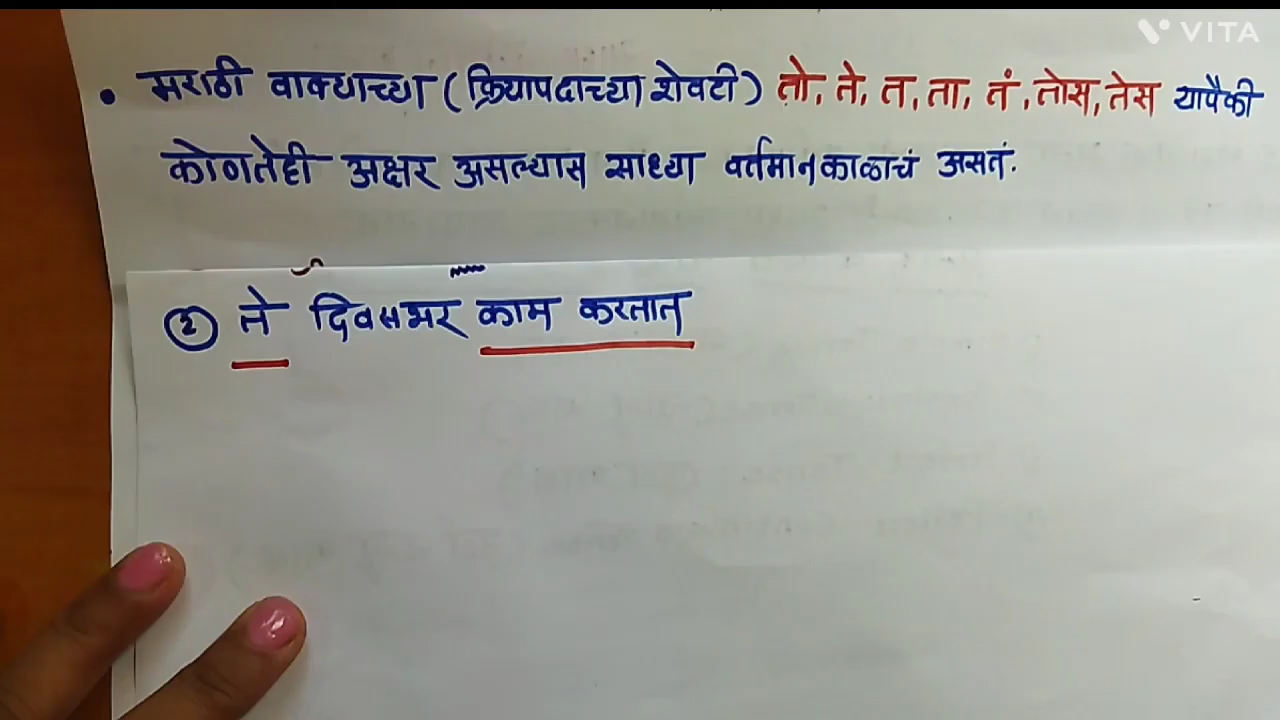 VITA
• मराठी वाक्याच्या (क्रियापदाच्या शेवटी) तो, ते, त, ता, तं, तोस, तेस यापैकी
कोणतेही अक्षर असल्यास साध्या वर्तमानकाळाचं असतं.
② ते दिवसभर काम करतात